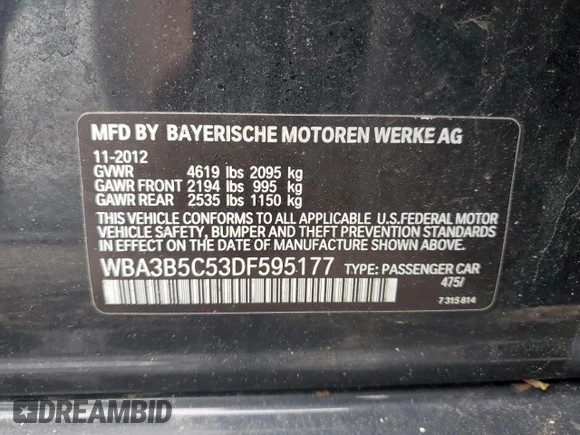 MFD BY BAYERISCHE MOTOREN WERKE AG
11-2012
GVWR 4619 lbs 2095 kg
GAWR FRONT 2194 lbs 995 kg
GAWR REAR 2535 lbs 1150 kg
THIS VEHICLE CONFORMS TO ALL APPLICABLE U.S.FEDERAL MOTOR
VEHICLE SAFETY, BUMPER AND THEFT PREVENTION STANDARDS
IN EFFECT ON THE DATE OF MANUFACTURE SHOWN ABOVE.
WBA3B5C53DF595177 TYPE: PASSENGER CAR
475/
7 315 814
DREAMBID